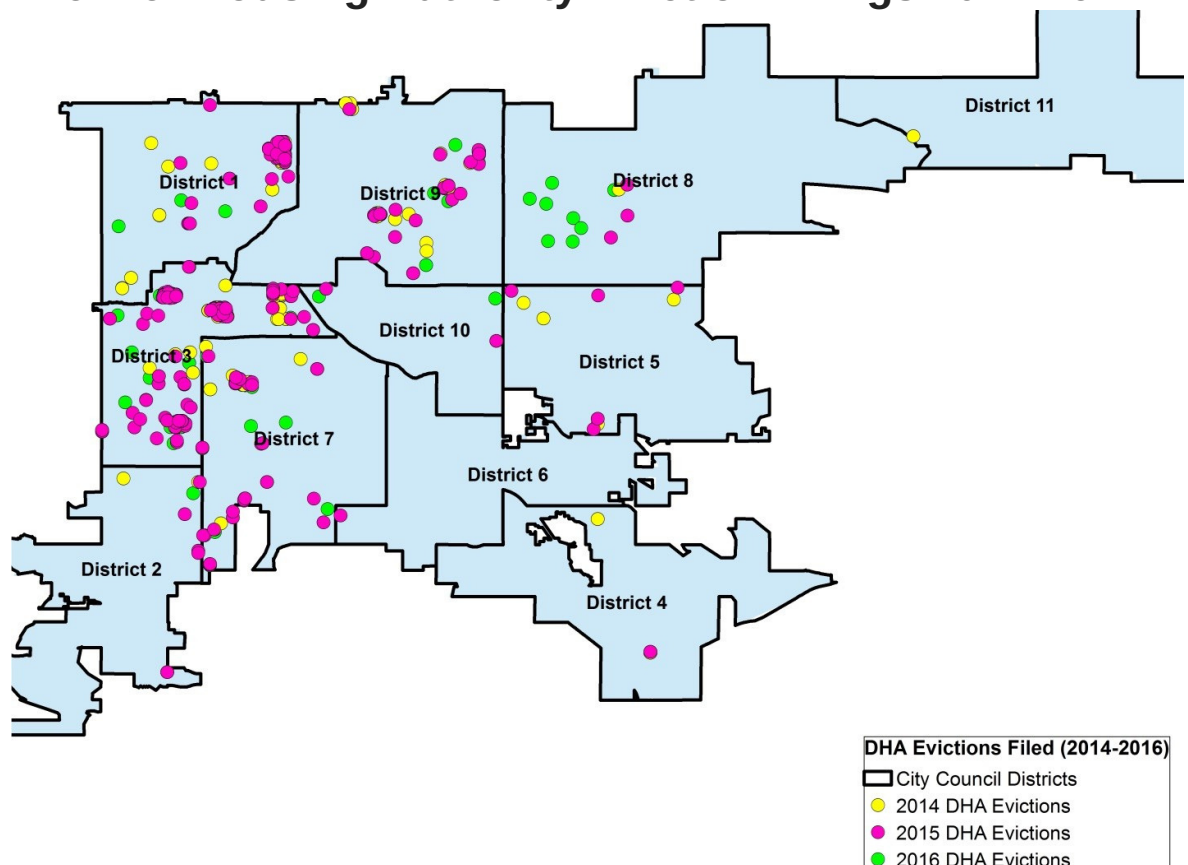 District 11
District 8
District 1
District 9
District 10
District 3
District 5
District 7
District 6
District 2
District 4
DHA Evictions Filed (2014-2016)
City Council Districts
2014 DHA Evictions
2015 DHA Evictions
2016 DHA Evictions